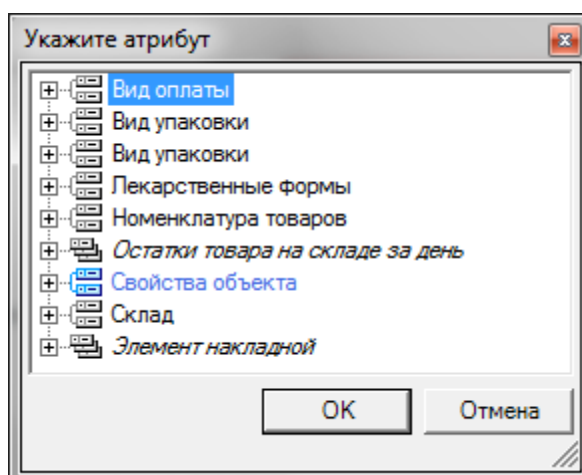 Укажите атрибут
Вид оплаты
Вид упаковки
Вид упаковки
Лекарственные формы
Номенклатура товаров
Остатки товара на складе за день
Свойства объекта
Склад
Элемент накладной
ОК
Отмена